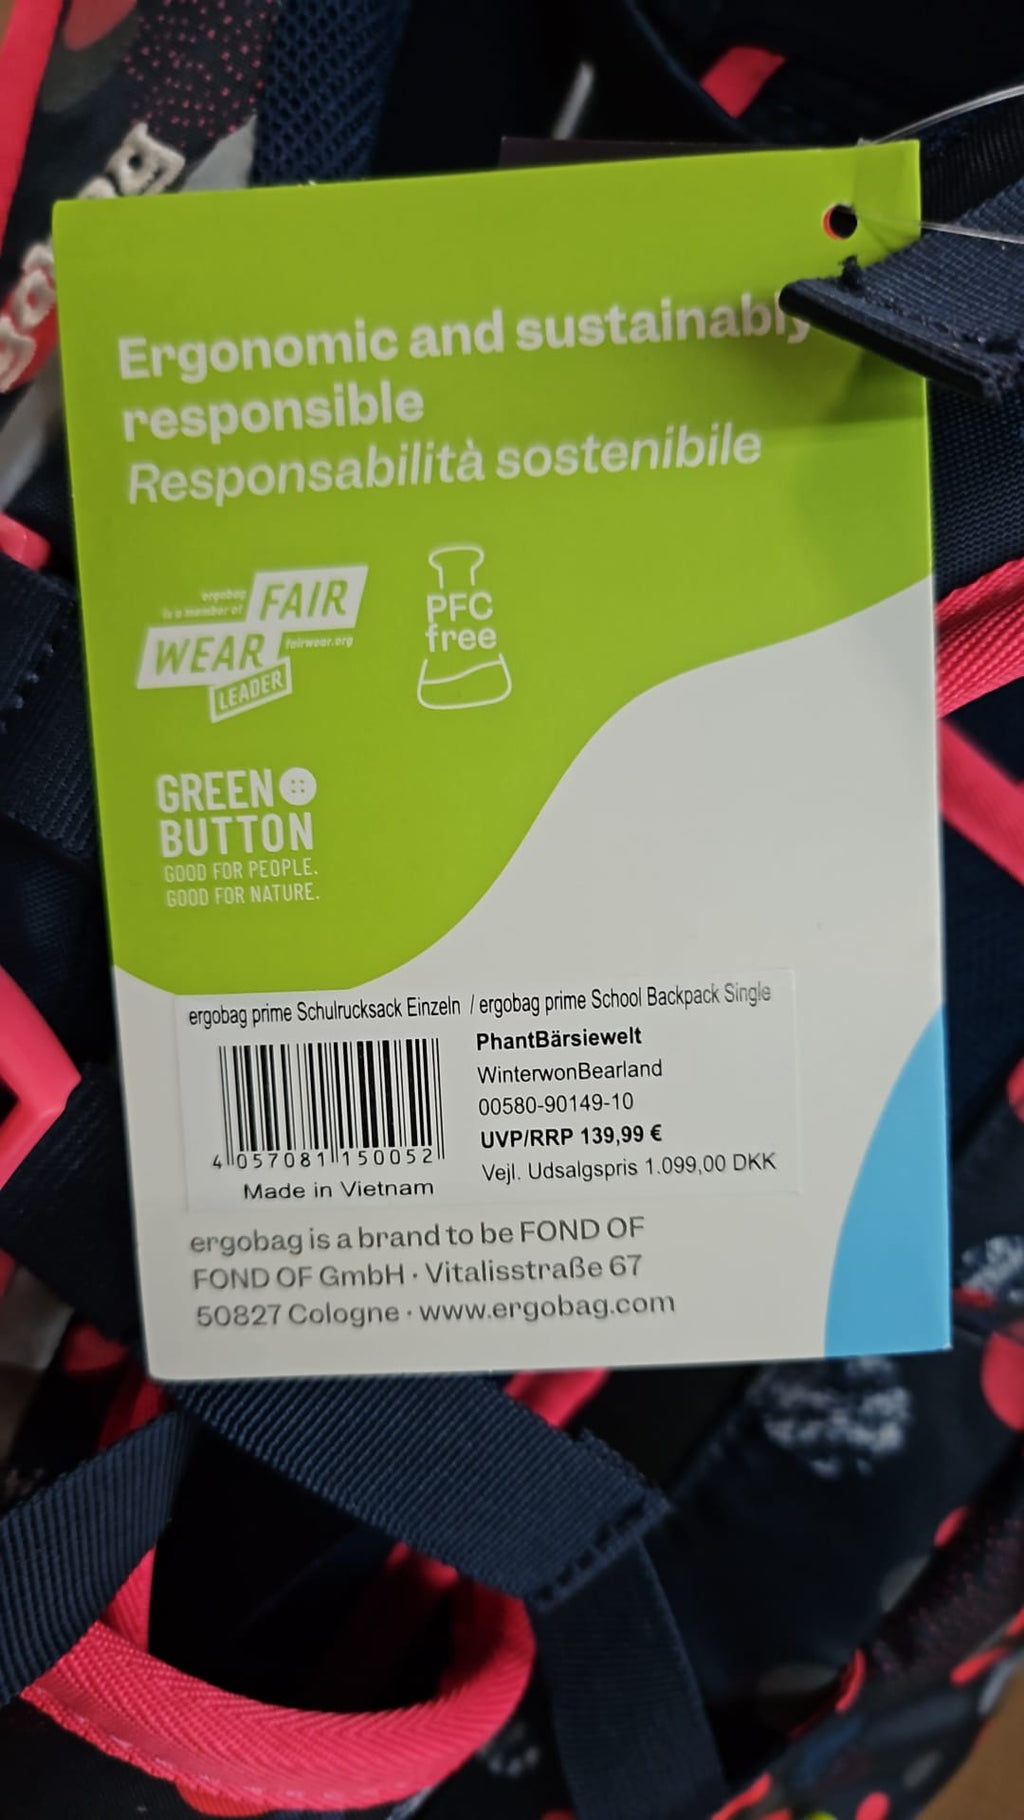 Ergonomic and sustainably
responsible
Responsabilità sostenibile
ergobag
is a member of
FAIR
WEAR
fairwear.org
LEADER
PFC
free
GREEN
BUTTON
GOOD FOR PEOPLE.
GOOD FOR NATURE.
ergobag prime Schulrucksack Einzeln / ergobag prime School Backpack Single
PhantBärsiewelt
WinterwonBearland
00580-90149-10
UVP/RRP 139,99 €
Vejl. Udsalgspris 1.099,00 DKK
4 057081 150052
Made in Vietnam
ergobag is a brand to be FOND OF
FOND OF GmbH · Vitalisstraße 67
50827 Cologne · www.ergobag.com